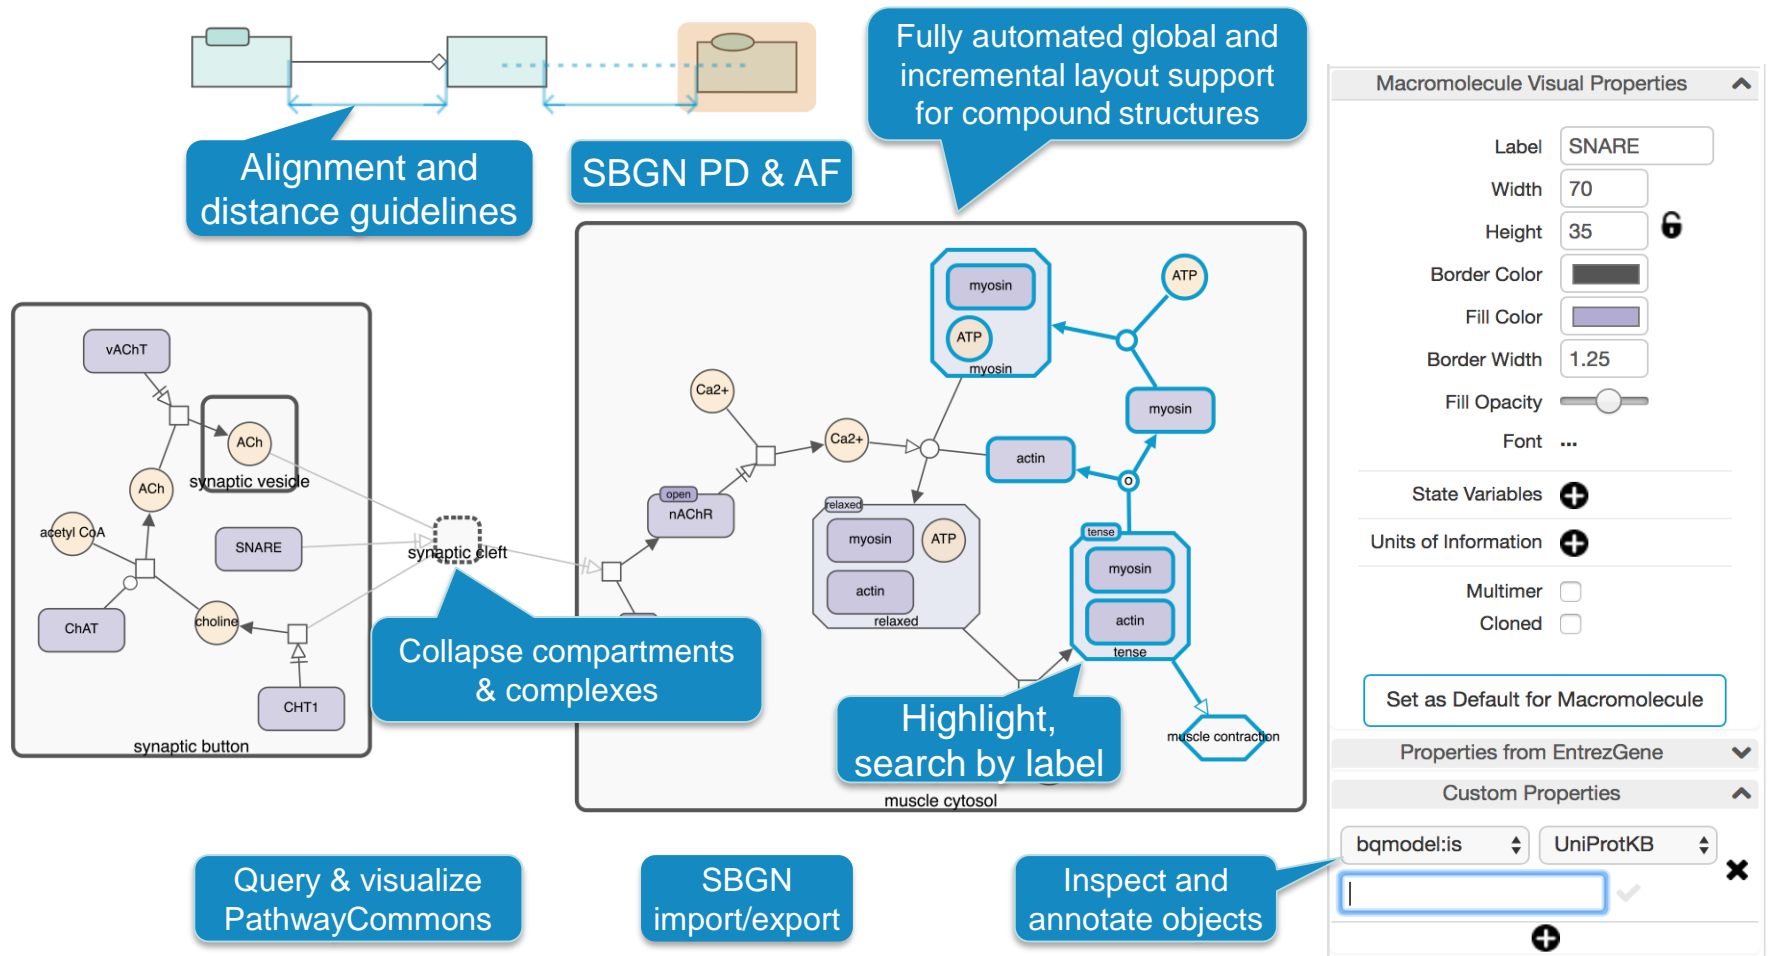 Fully automated global and
incremental layout support
for compound structures
Alignment and
distance guidelines
SBGN PD & AF
vAChT
ACh
synaptic vesicle
ACh
acetyl CoA
SNARE
ChAT
choline
CHT1
synaptic button
synaptic cleft
Collapse compartments
& complexes
myosin
ATP
myosin
ATP
Ca2+
myosin
Ca2+
actin
open
nAChR
relaxed
myosin
ATP
actin
relaxed
tense
myosin
actin
tense
muscle contraction
Highlight,
search by label
muscle cytosol
Query & visualize
PathwayCommons
SBGN
import/export
Inspect and
annotate objects
Macromolecule Visual Properties
Label SNARE
Width 70
Height 35
Border Color
Fill Color
Border Width 1.25
Fill Opacity
Font ...
State Variables
Units of Information
Multimer
Cloned
Set as Default for Macromolecule
Properties from EntrezGene
Custom Properties
bqmodel:is UniProtKB